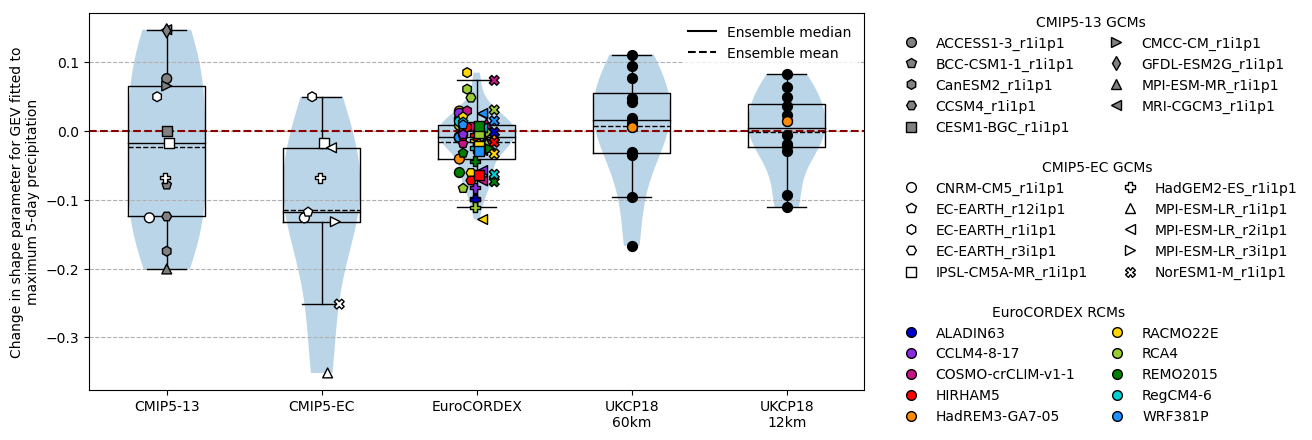 Change in shape parameter for GEV fitted to
maximum 5-day precipitation
0.1
0.0
−0.1
−0.2
−0.3
Ensemble median
Ensemble mean
CMIP5-13
CMIP5-EC
EuroCORDEX
UKCP18
60km
UKCP18
12km
CMIP5-13 GCMs
ACCESS1-3_r1i1p1
BCC-CSM1-1_r1i1p1
CanESM2_r1i1p1
CCSM4_r1i1p1
CESM1-BGC_r1i1p1
CMCC-CM_r1i1p1
GFDL-ESM2G_r1i1p1
MPI-ESM-MR_r1i1p1
MRI-CGCM3_r1i1p1
CMIP5-EC GCMs
CNRM-CM5_r1i1p1
EC-EARTH_r12i1p1
EC-EARTH_r1i1p1
EC-EARTH_r3i1p1
IPSL-CM5A-MR_r1i1p1
HadGEM2-ES_r1i1p1
MPI-ESM-LR_r1i1p1
MPI-ESM-LR_r2i1p1
MPI-ESM-LR_r3i1p1
NorESM1-M_r1i1p1
EuroCORDEX RCMs
ALADIN63
CCLM4-8-17
COSMO-crCLIM-v1-1
HIRHAM5
HadREM3-GA7-05
RACMO22E
RCA4
REMO2015
RegCM4-6
WRF381P